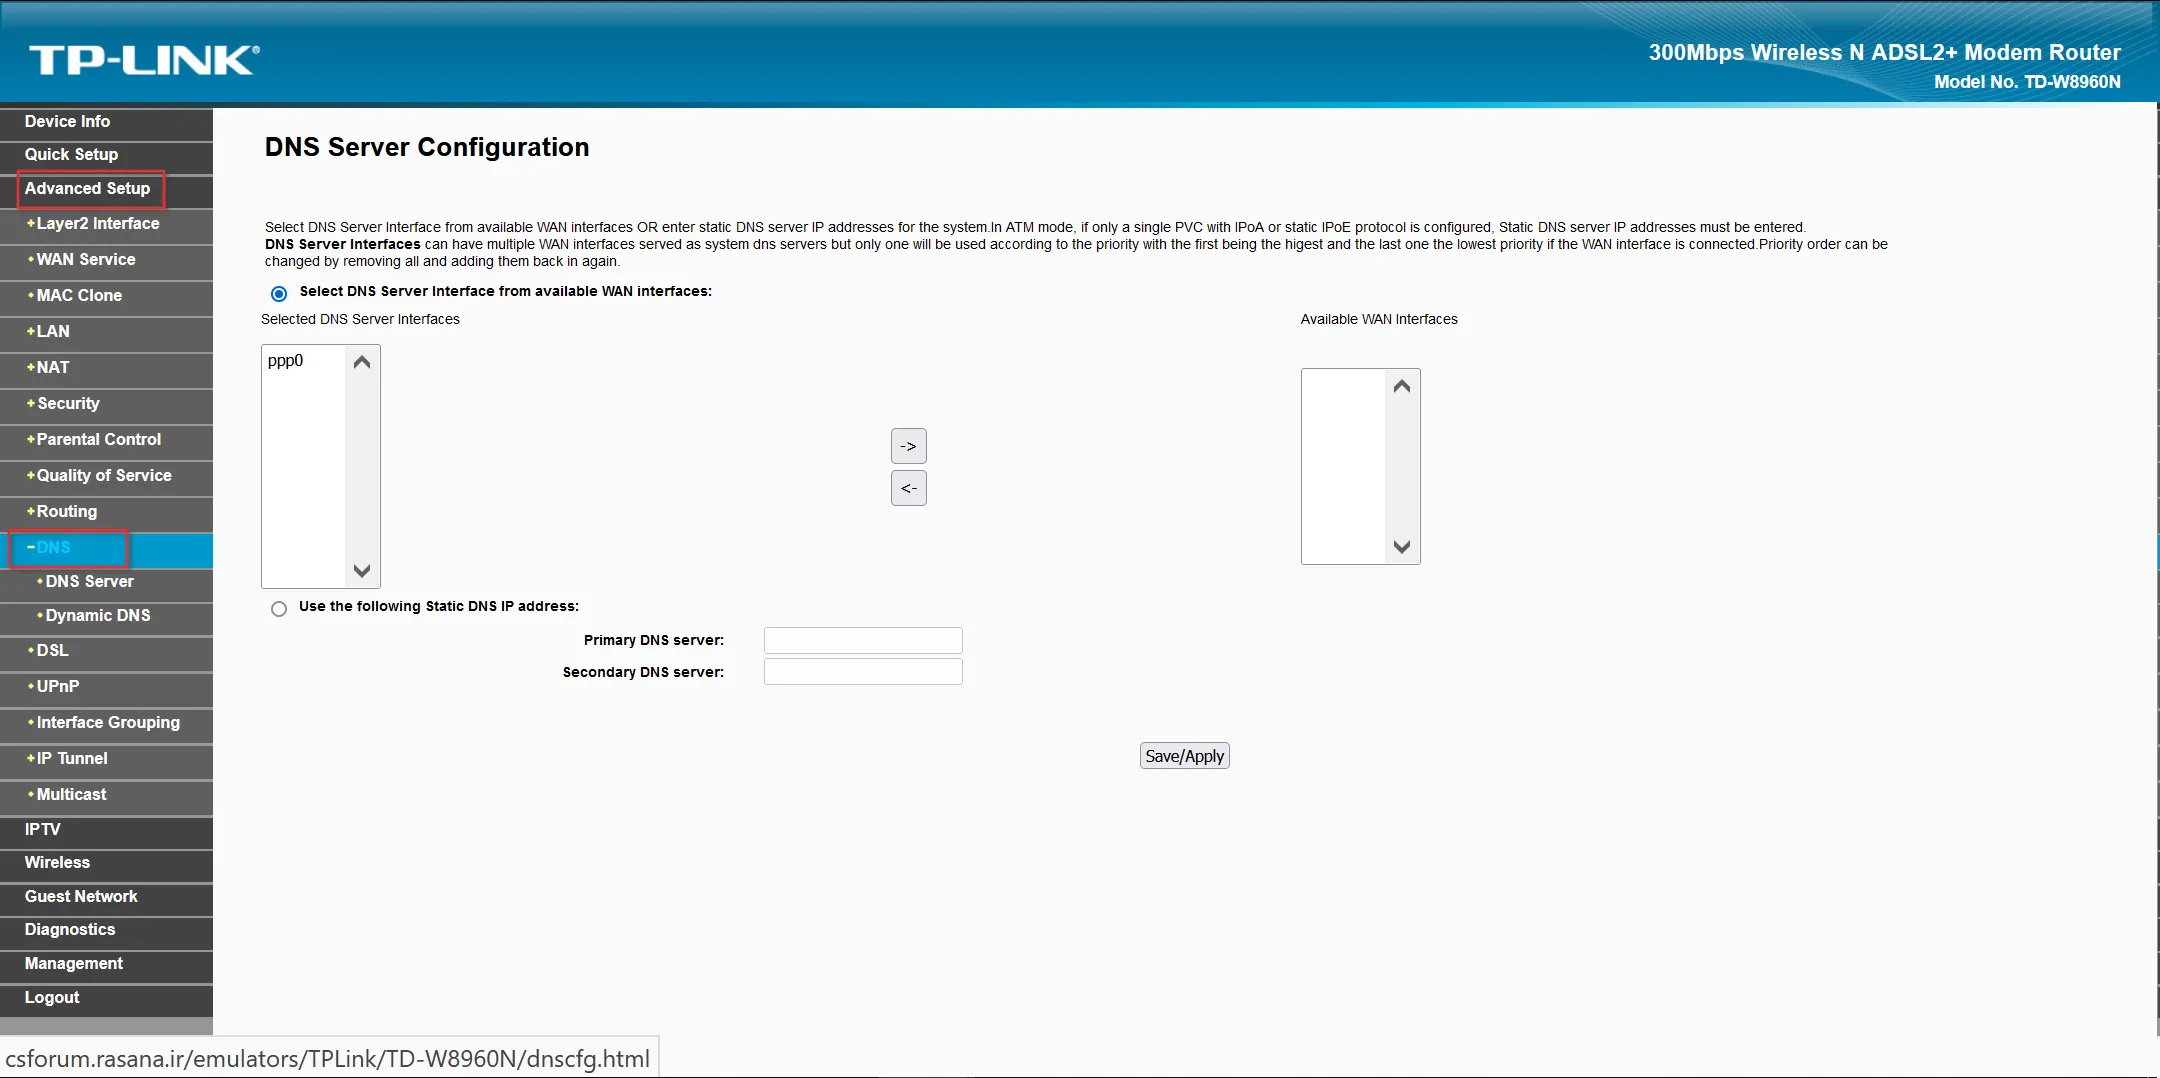 TP-LINK®
300Mbps Wireless N ADSL2+ Modem Router
Model No. TD-W8960N
Device Info
Quick Setup
Advanced Setup
+Layer2 Interface
•WAN Service
•MAC Clone
+LAN
+NAT
+Security
+Parental Control
+Quality of Service
+Routing
−DNS
•DNS Server
•Dynamic DNS
•DSL
•UPnP
•Interface Grouping
+IP Tunnel
•Multicast
IPTV
Wireless
Guest Network
Diagnostics
Management
Logout
DNS Server Configuration
Select DNS Server Interface from available WAN interfaces OR enter static DNS server IP addresses for the system.In ATM mode, if only a single PVC with IPoA or static IPoE protocol is configured, Static DNS server IP addresses must be entered.
DNS Server Interfaces can have multiple WAN interfaces served as system dns servers but only one will be used according to the priority with the first being the higest and the last one the lowest priority if the WAN interface is connected.Priority order can be
changed by removing all and adding them back in again.
Select DNS Server Interface from available WAN interfaces:
Selected DNS Server Interfaces
Available WAN Interfaces
ppp0
->
<-
Use the following Static DNS IP address:
Primary DNS server:
Secondary DNS server:
Save/Apply
csforum.rasana.ir/emulators/TPLink/TD-W8960N/dnscfg.html